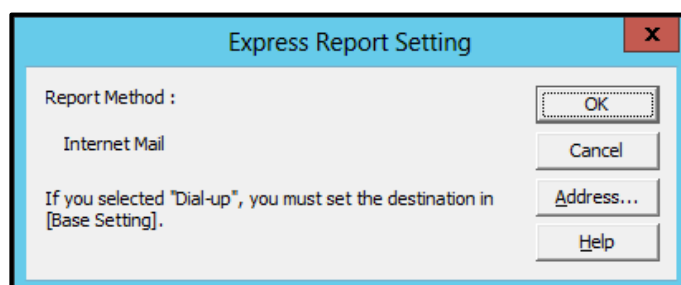 Express Report Setting
x
Report Method :
OK
Internet Mail
Cancel
If you selected "Dial-up", you must set the destination in
[Base Setting].
Address...
Help